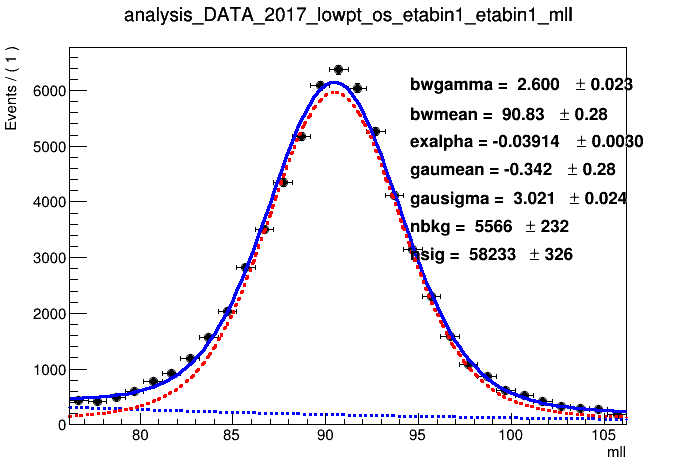 analysis_DATA_2017_lowpt_os_etabin1_etabin1_mll
Events / ( 1 )
bwgamma = 2.600 ± 0.023
bwmean = 90.83 ± 0.28
exalpha = -0.03914 ± 0.0030
gaumean = -0.342 ± 0.28
gausigma = 3.021 ± 0.024
nbkg = 5566 ± 232
nsig = 58233 ± 326
6000
5000
4000
3000
2000
1000
0
80 85 90 95 100 105
mll